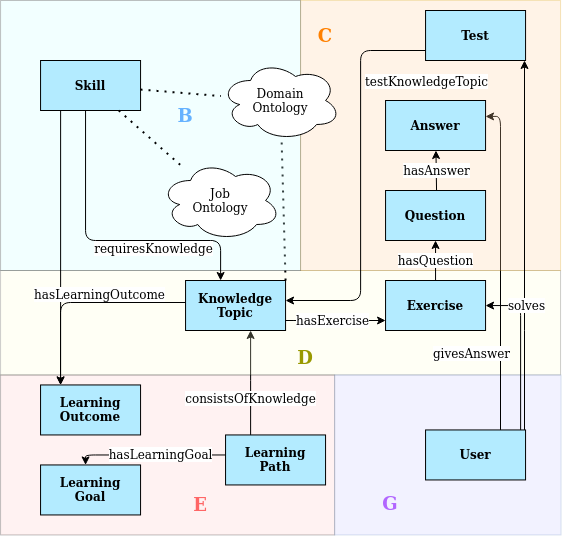 C
Test
testKnowledgeTopic
Skill
B
Domain
Ontology
Answer
hasAnswer
Job
Ontology
Question
requiresKnowledge
hasQuestion
hasLearningOutcome
Knowledge
Topic
hasExercise
Exercise
solves
D
givesAnswer
Learning
Outcome
consistsOfKnowledge
hasLearningGoal
Learning
Path
User
Learning
Goal
E
G